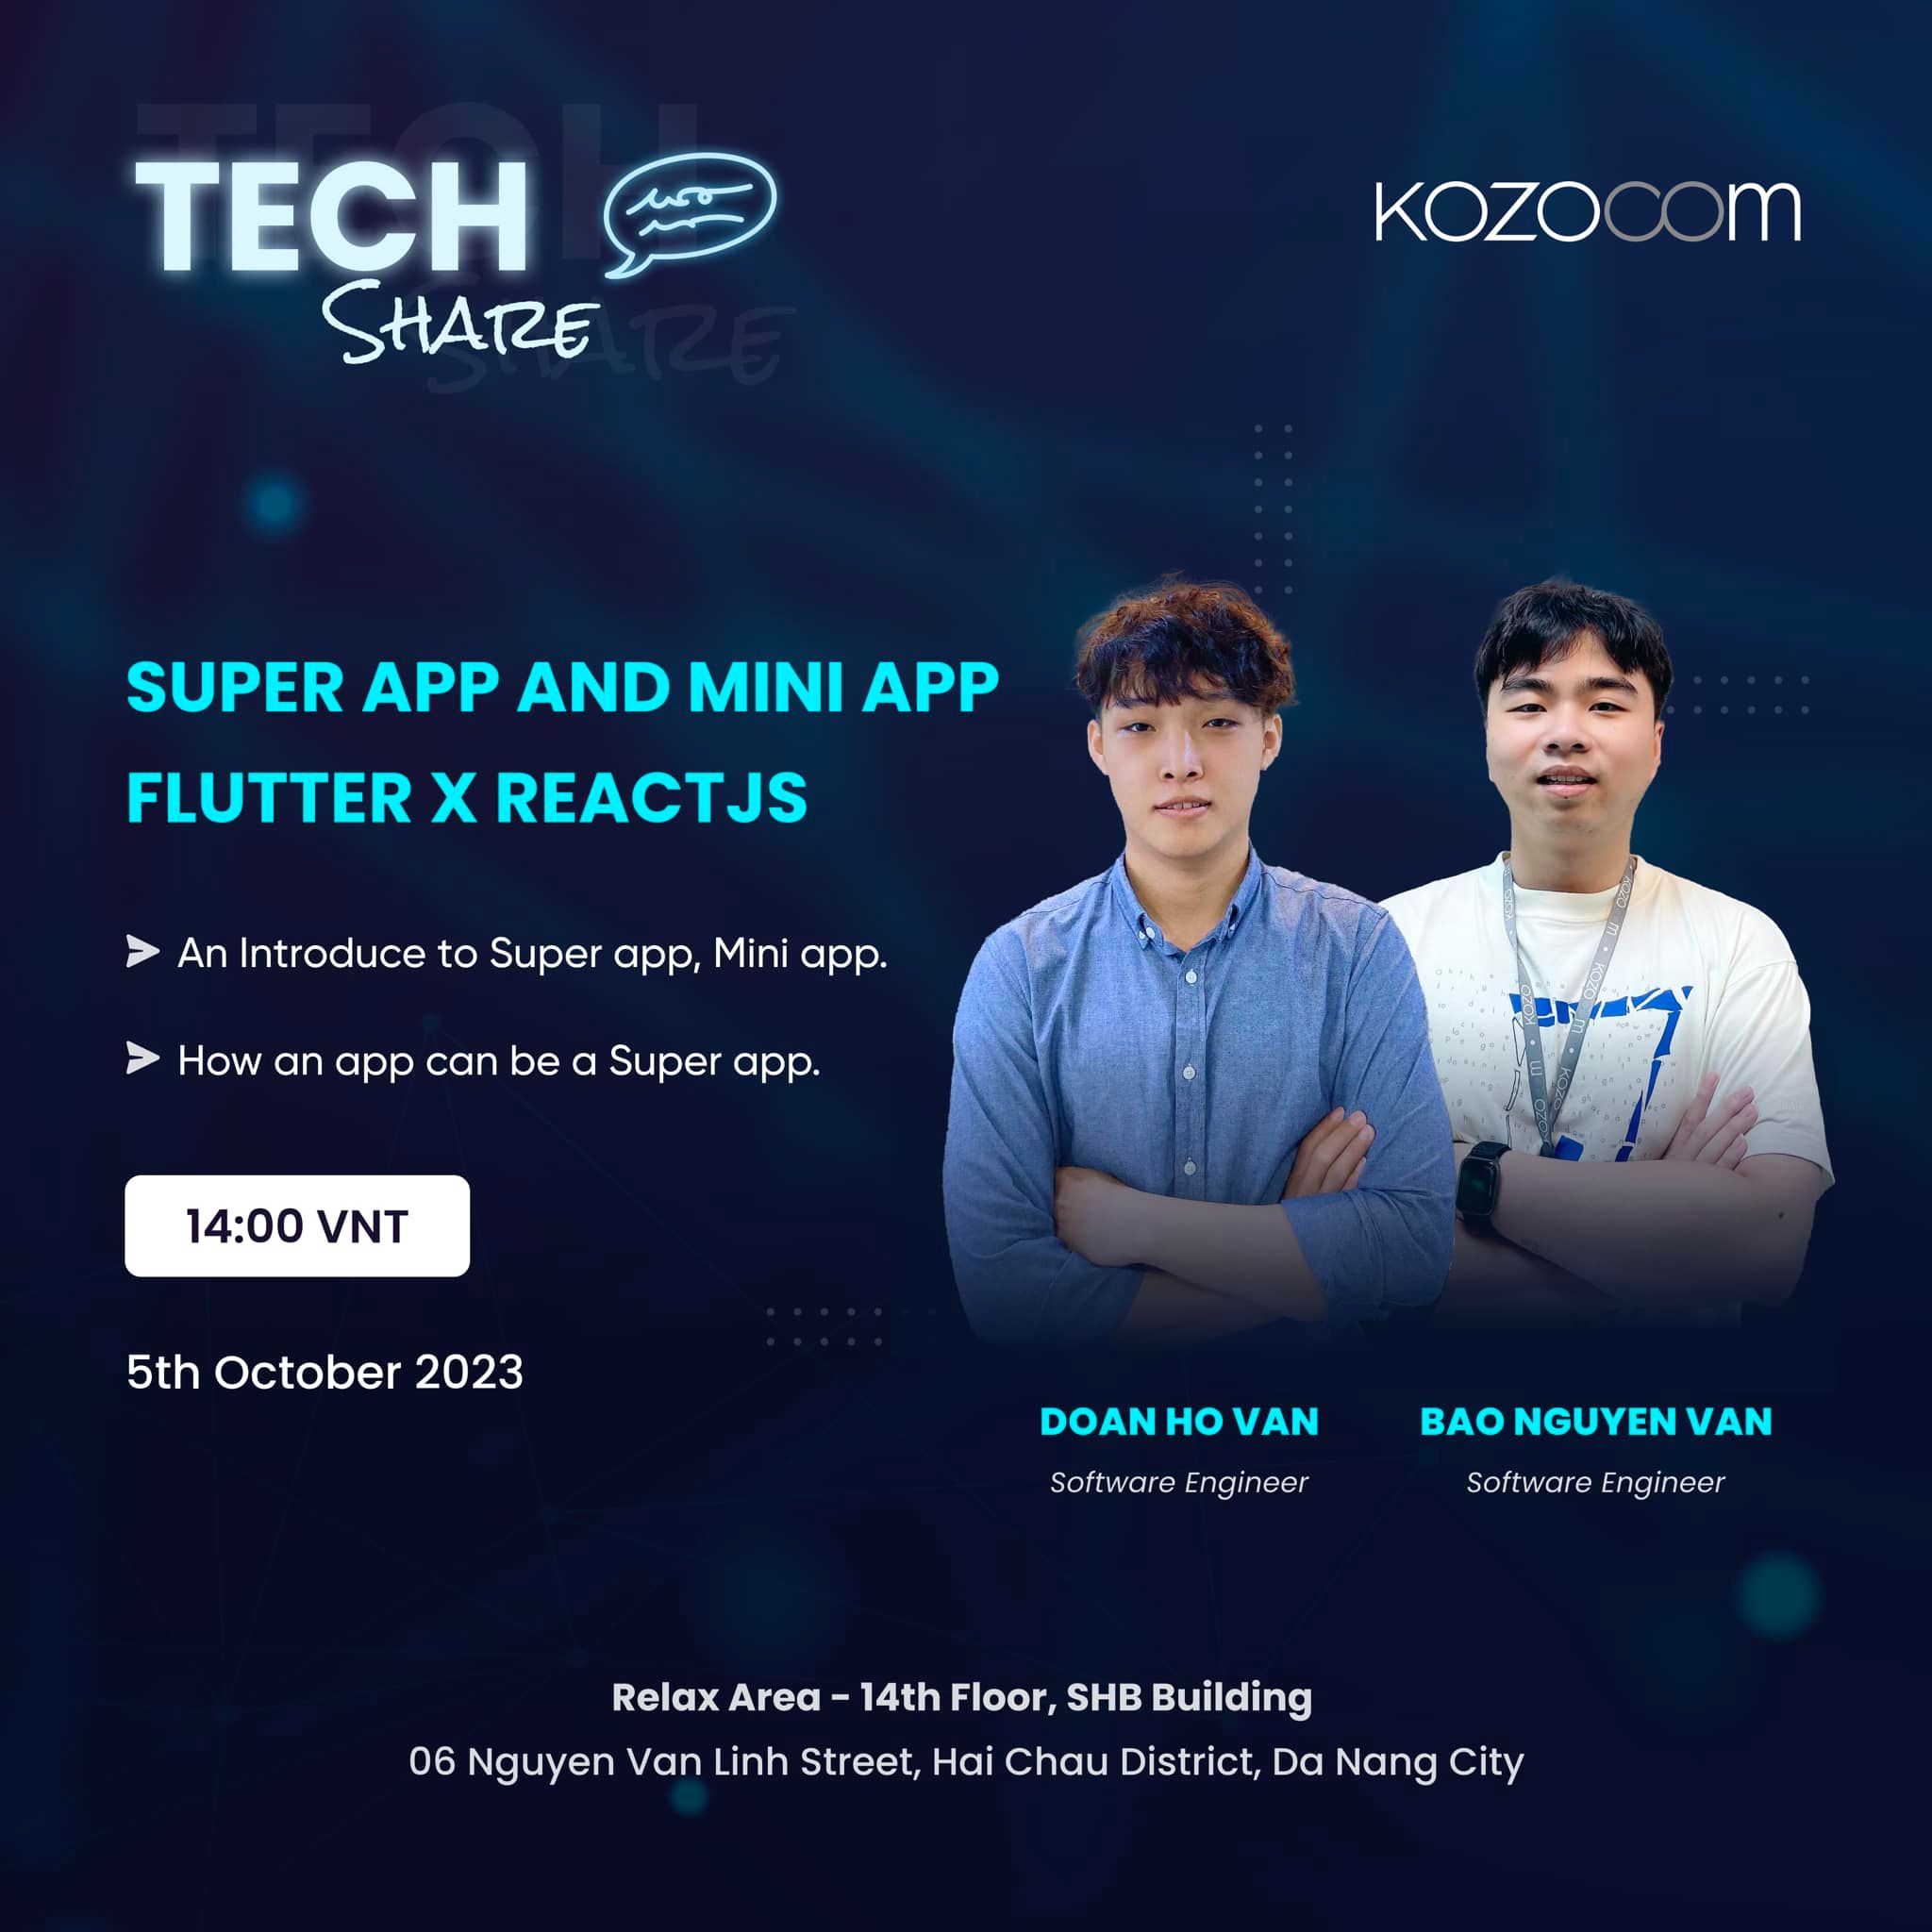 TECH
SHARE
KOZOCOM
SUPER APP AND MINI APP
FLUTTER X REACTJS
➤ An Introduce to Super app, Mini app.
➤ How an app can be a Super app.
14:00 VNT
5th October 2023
DOAN HO VAN
Software Engineer
BAO NGUYEN VAN
Software Engineer
Relax Area - 14th Floor, SHB Building
06 Nguyen Van Linh Street, Hai Chau District, Da Nang City